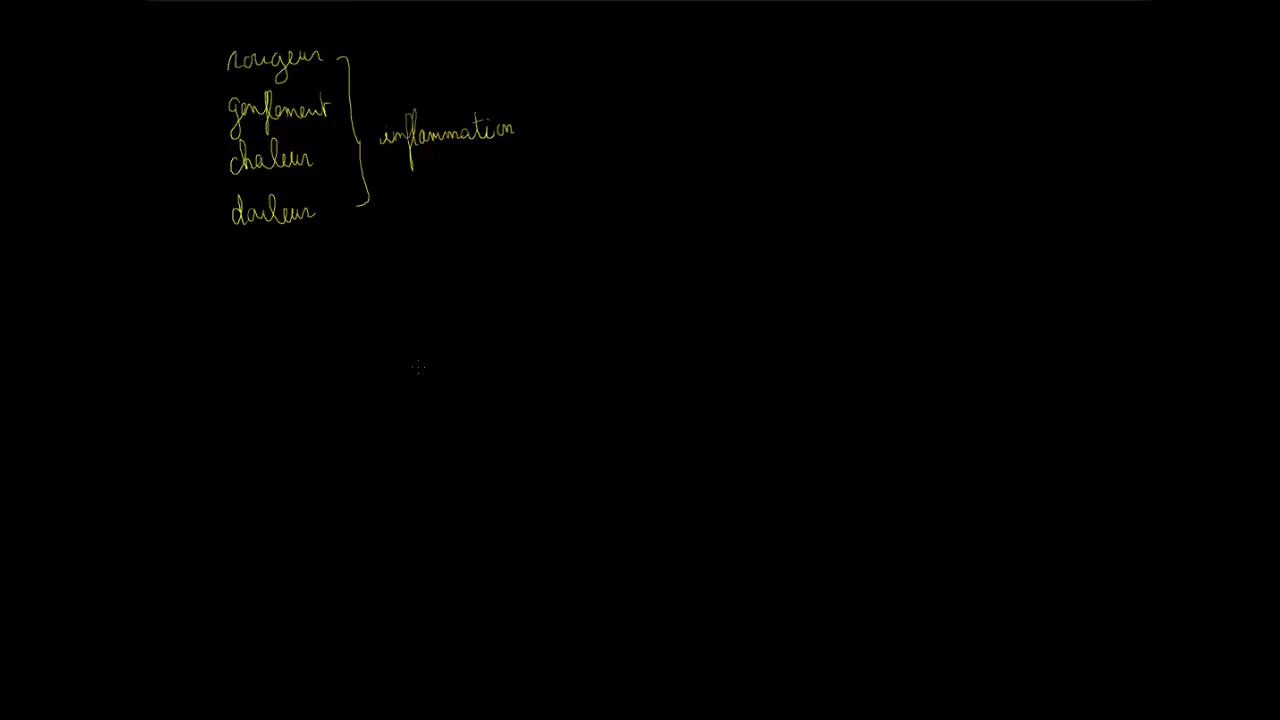 rougeur
gonflement
chaleur
douleur
inflammation